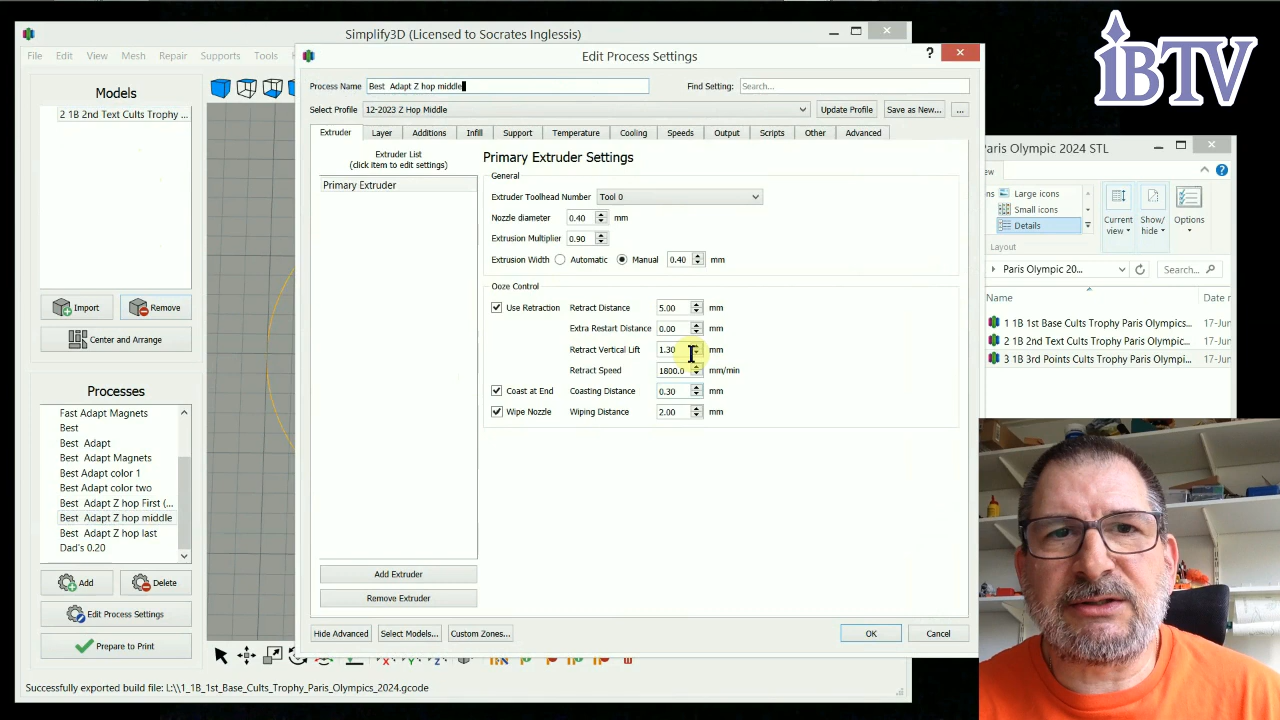 Simplify3D (Licensed to Socrates Inglessis)
iBTV
File Edit View Mesh Repair Supports Tools
Edit Process Settings
?
Models
2 1B 2nd Text Cults Trophy ...
Import
Remove
Center and Arrange
Processes
Fast Adapt Magnets
Best
Best Adapt
Best Adapt Magnets
Best Adapt color 1
Best Adapt color two
Best Adapt Z hop First (...
Best Adapt Z hop middle
Best Adapt Z hop last
Dad's 0.20
Add
Delete
Edit Process Settings
Prepare to Print
Successfully exported build file: L:\\1_1B_1st_Base_Cults_Trophy_Paris_Olympics_2024.gcode
Process Name Best Adapt Z hop middle
Find Setting: Search...
Select Profile 12-2023 Z Hop Middle
Update Profile
Save as New...
...
Extruder Layer Additions Infill Support Temperature Cooling Speeds Output Scripts Other Advanced
Extruder List
(click item to edit settings)
Primary Extruder
Primary Extruder Settings
General
Extruder Toolhead Number Tool 0
Nozzle diameter 0.40 mm
Extrusion Multiplier 0.90
Extrusion Width Automatic Manual 0.40 mm
Ooze Control
Use Retraction Retract Distance 5.00 mm
Extra Restart Distance 0.00 mm
Retract Vertical Lift 1.30 mm
Retract Speed 1800.0 mm/min
Coast at End Coasting Distance 0.30 mm
Wipe Nozzle Wiping Distance 2.00 mm
Add Extruder
Remove Extruder
Hide Advanced
Select Models...
Custom Zones...
OK
Cancel
Paris Olympic 2024 STL
Large icons
Small icons
Details
Layout
Current
view
Show/
hide
Options
Paris Olympic 20...
Search...
Name
1 1B 1st Base Cults Trophy Paris Olympics... 17-Jun
2 1B 2nd Text Cults Trophy Paris Olympics... 17-Jun
3 1B 3rd Points Cults Trophy Paris Olympic... 17-Jun